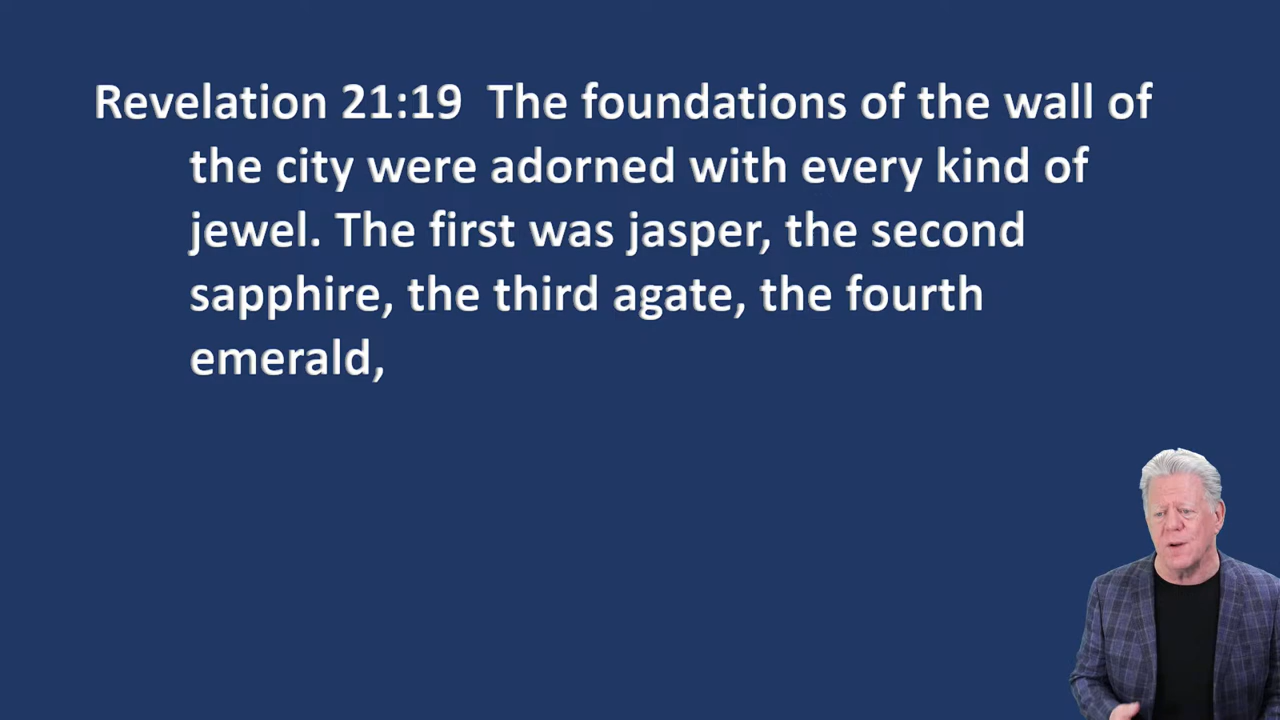 Revelation 21:19  The foundations of the wall of
the city were adorned with every kind of
jewel. The first was jasper, the second
sapphire, the third agate, the fourth
emerald,